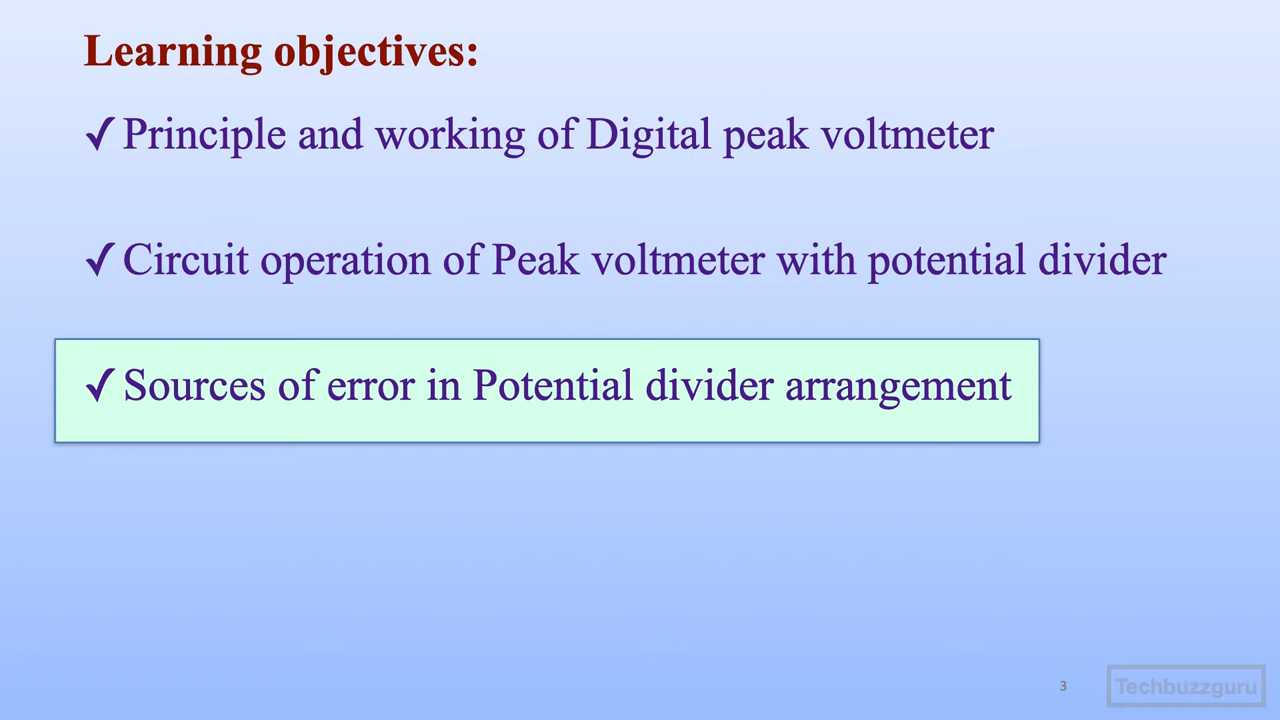 Learning objectives:
✓ Principle and working of Digital peak voltmeter
✓ Circuit operation of Peak voltmeter with potential divider
✓ Sources of error in Potential divider arrangement
3
Techbuzzguru